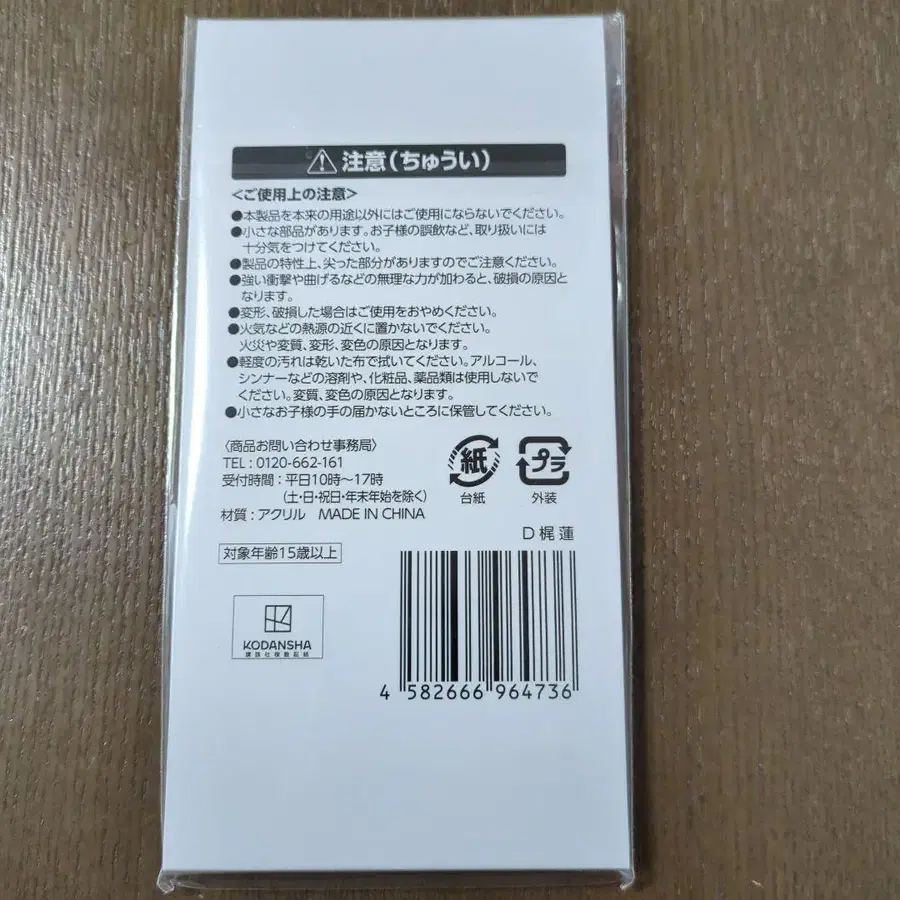 注意(ちゅうい)
<ご使用上の注意>
●本製品を本来の用途以外にはご使用にならないでください。
●小さな部品があります。お子様の誤飲など、取り扱いには
十分気をつけてください。
●製品の特性上、尖った部分がありますのでご注意ください。
●強い衝撃や曲げるなどの無理な力が加わると、破損の原因と
なります。
●変形、破損した場合はご使用をおやめください。
●火気などの熱源の近くに置かないでください。
火災や変質、変形、変色の原因となります。
●軽度の汚れは乾いた布で拭いてください。アルコール、
シンナーなどの溶剤や、化粧品、薬品類は使用しないで
ください。変質、変色の原因となります。
●小さなお子様の手の届かないところに保管してください。
〈商品お問い合わせ事務局〉
TEL:0120-662-161
受付時間:平日10時~17時
(土・日・祝日・年末年始を除く)
材質:アクリル MADE IN CHINA
紙
台紙
プラ
外装
D 梶 蓮
対象年齢15歳以上
KODANSHA
講談社模擬起紙
4 582666 964736